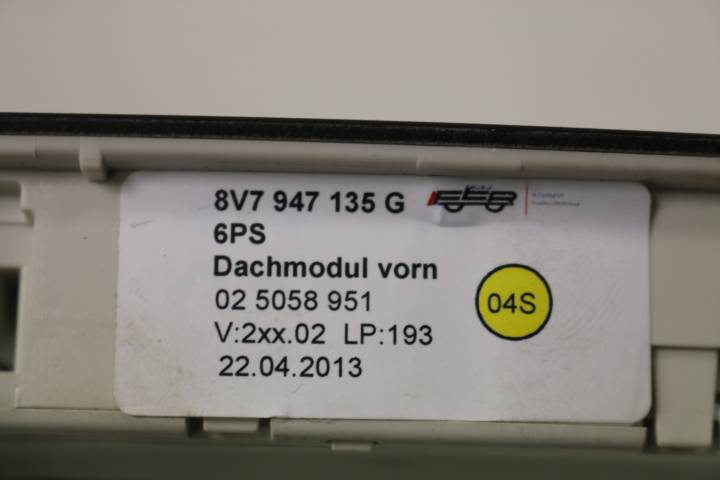 8V7 947 135 G
6PS
Dachmodul vorn
02 5058 951
04S
V:2xx.02 LP:193
22.04.2013